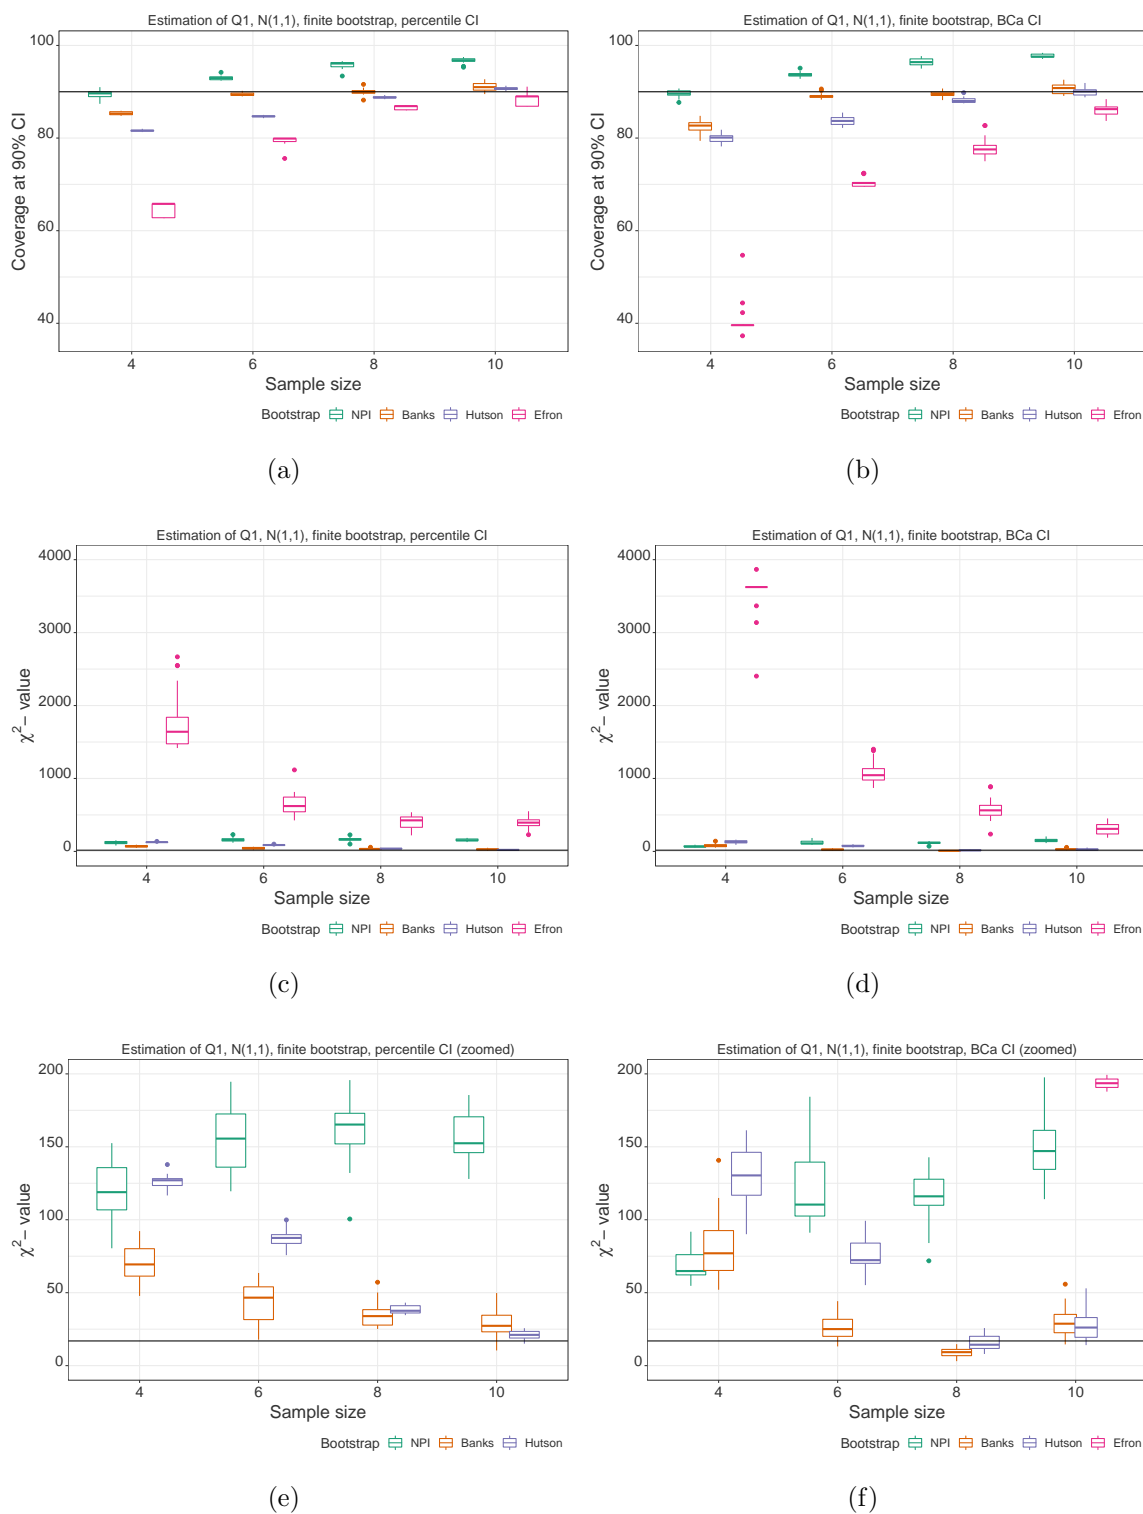 Estimation of Q1, N(1,1), finite bootstrap, percentile CI
Coverage at 90% CI
100
80
60
40
4 6 8 10
Sample size
Bootstrap NPI Banks Hutson Efron
(a)
Estimation of Q1, N(1,1), finite bootstrap, BCa CI
Coverage at 90% CI
100
80
60
40
4 6 8 10
Sample size
Bootstrap NPI Banks Hutson Efron
(b)
Estimation of Q1, N(1,1), finite bootstrap, percentile CI
χ²− value
4000
3000
2000
1000
0
4 6 8 10
Sample size
Bootstrap NPI Banks Hutson Efron
(c)
Estimation of Q1, N(1,1), finite bootstrap, BCa CI
χ²− value
4000
3000
2000
1000
0
4 6 8 10
Sample size
Bootstrap NPI Banks Hutson Efron
(d)
Estimation of Q1, N(1,1), finite bootstrap, percentile CI (zoomed)
χ²− value
200
150
100
50
0
4 6 8 10
Sample size
Bootstrap NPI Banks Hutson
(e)
Estimation of Q1, N(1,1), finite bootstrap, BCa CI (zoomed)
χ²− value
200
150
100
50
0
4 6 8 10
Sample size
Bootstrap NPI Banks Hutson Efron
(f)